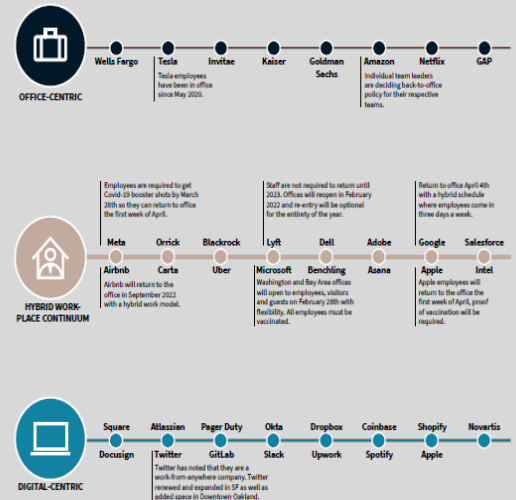 Wells Fargo
Tesla
Invitae
Kaiser
Goldman
Sachs
Amazon
Netflix
GAP
Tesla employees
have been in office
since May 2020.
Individual team leaders
are deciding back-to-office
policy for their respective
teams.
OFFICE-CENTRIC
Employees are required to get
Covid-19 booster shots by March
28th so they can return to office
the first week of April.
Staff are not required to return until
2023. Offices will reopen in February
2022 and re-entry will be optional
for the entirety of the year.
Return to office April 4th
with a hybrid schedule
where employees come in
three days a week.
Meta
Orrick
Blackrock
Lyft
Dell
Adobe
Google
Salesforce
Airbnb
Carta
Uber
Microsoft
Benchling
Asana
Apple
Intel
Airbnb will return to the
office in September 2022
with a hybrid work model.
Washington and Bay Area offices
will open to employees, visitors
and guests on February 28th with
flexibility. All employees must be
vaccinated.
Apple employees will
return to the office the
first week of April, proof
of vaccination will be
required.
HYBRID WORK-
PLACE CONTINUUM
Square
Atlassian
Pager Duty
Okta
Dropbox
Coinbase
Shopify
Novartis
Docusign
Twitter
GitLab
Slack
Upwork
Spotify
Apple
Twitter has noted that they are a
work-from-anywhere company. Twitter
renewed and expanded in SF as well as
added space in Downtown Oakland.
DIGITAL-CENTRIC